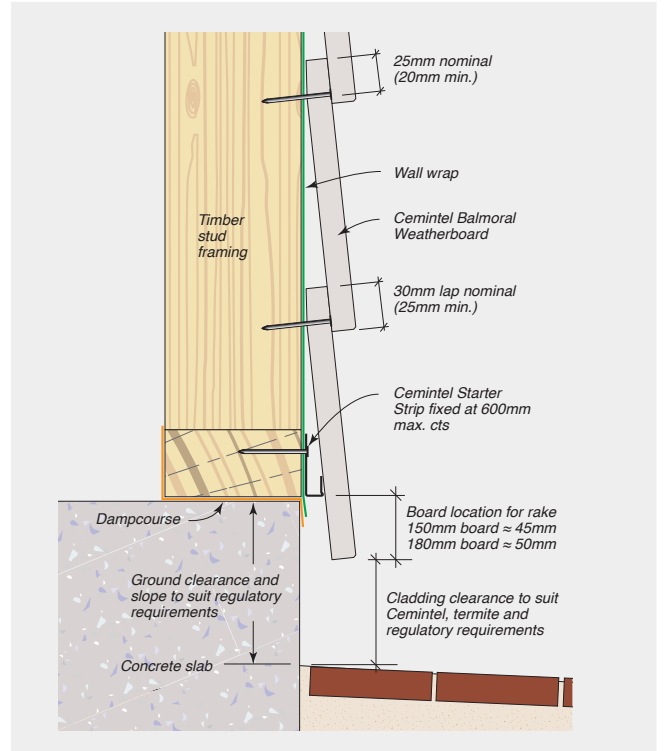 25mm nominal
(20mm min.)
Wall wrap
Timber
stud
framing
Cemintel Balmoral
Weatherboard
30mm lap nominal
(25mm min.)
Cemintel Starter
Strip fixed at 600mm
max. cts
Dampcourse
Board location for rake
150mm board ≈ 45mm
180mm board ≈ 50mm
Ground clearance and
slope to suit regulatory
requirements
Cladding clearance to suit
Cemintel, termite and
regulatory requirements
Concrete slab